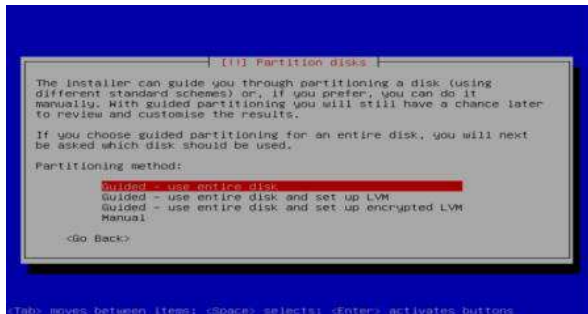 [!!] Partition disks
The installer can guide you through partitioning a disk (using
different standard schemes) or, if you prefer, you can do it
manually. With guided partitioning you will still have a chance later
to review and customise the results.
If you choose guided partitioning for an entire disk, you will next
be asked which disk should be used.
Partitioning method:
Guided - use entire disk
Guided - use entire disk and set up LVM
Guided - use entire disk and set up encrypted LVM
Manual
<Go Back>
<Tab> moves between items; <Space> selects; <Enter> activates buttons